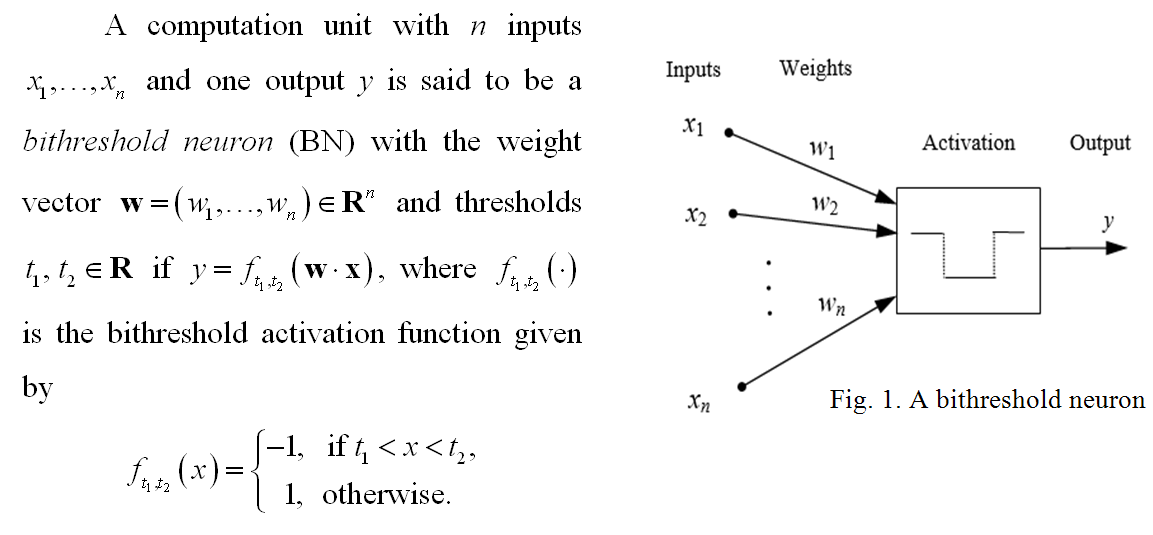 A computation unit with n inputs
x₁,…,xₙ and one output y is said to be a
bithreshold neuron (BN) with the weight
vector w = (w₁,…,wₙ) ∈ Rⁿ and thresholds
t₁, t₂ ∈ R if y = f_{t₁,t₂}(w · x), where f_{t₁,t₂}(·)
is the bithreshold activation function given
by
f_{t₁,t₂}(x) = { −1, if t₁ < x < t₂,
1, otherwise.
Inputs Weights
x₁
w₁ Activation Output
x₂ w₂ y
wₙ
xₙ
Fig. 1. A bithreshold neuron